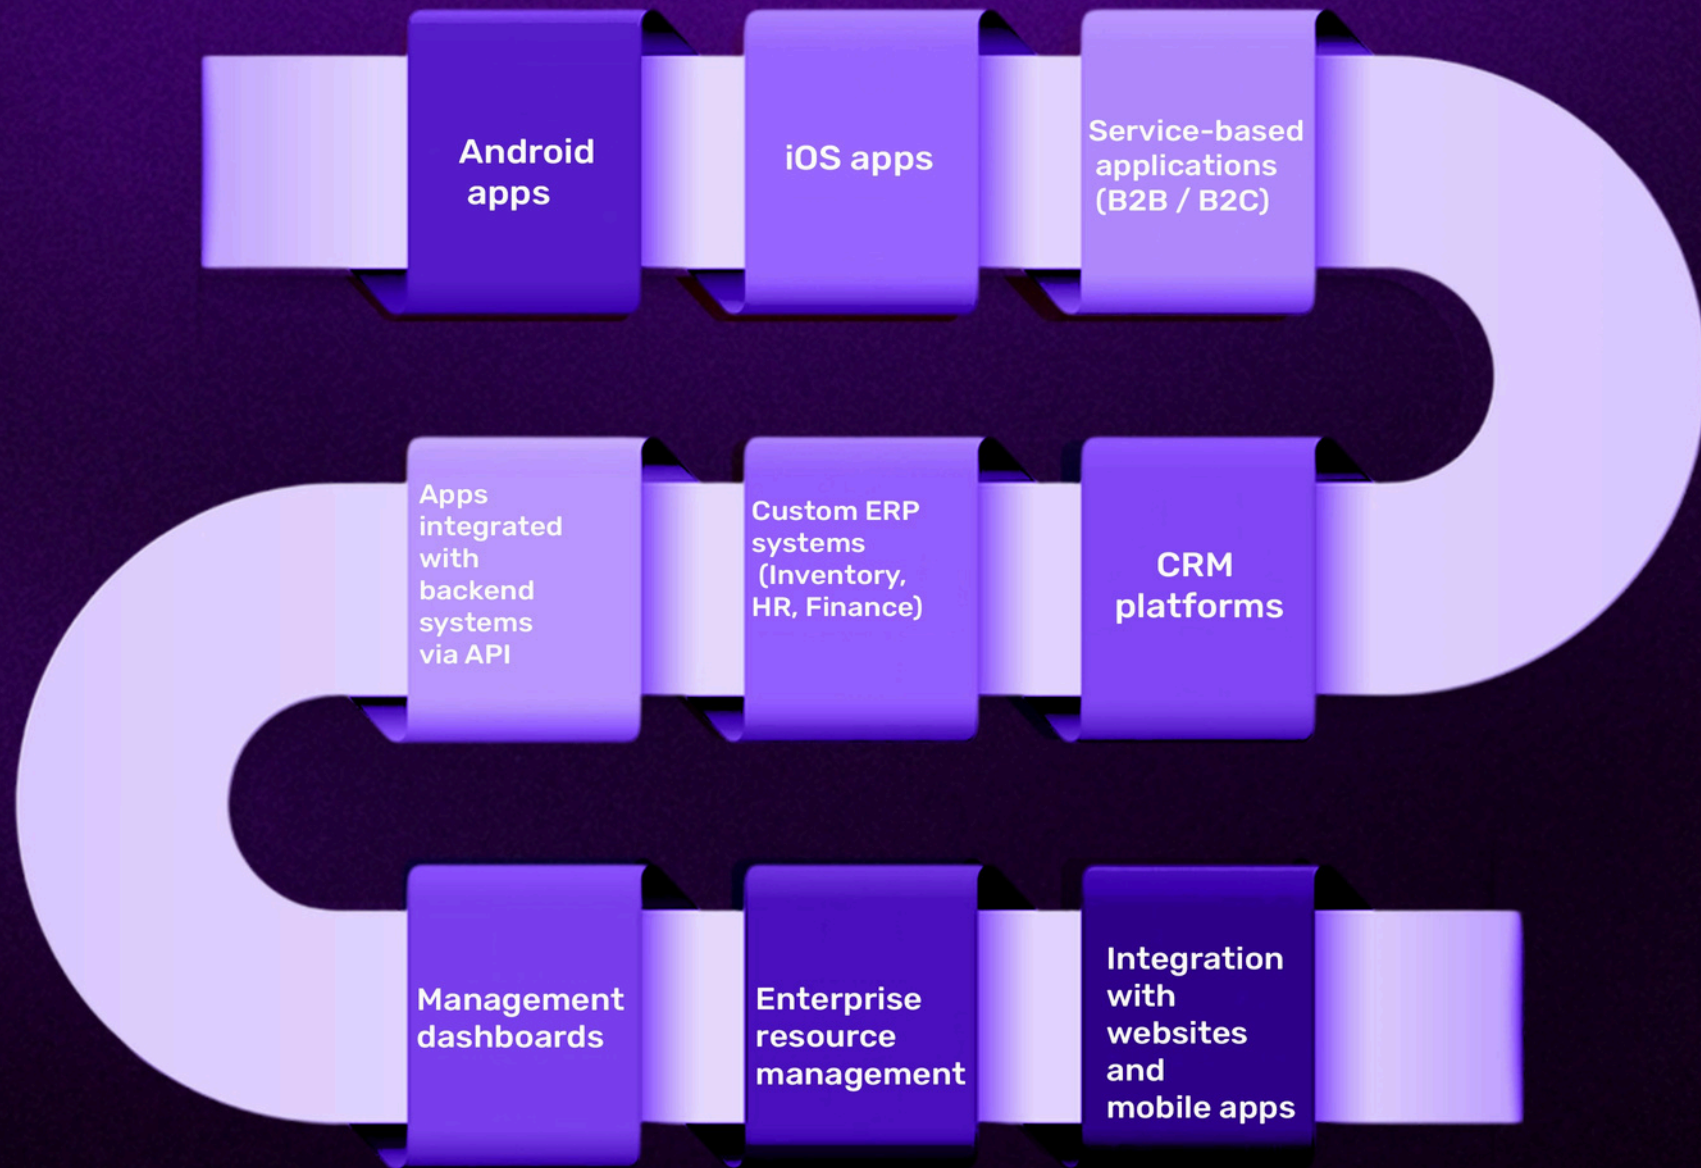 Android
apps
iOS apps
Service-based
applications
(B2B / B2C)
Apps
integrated
with
backend
systems
via API
Custom ERP
systems
(Inventory,
HR, Finance)
CRM
platforms
Management
dashboards
Enterprise
resource
management
Integration
with
websites
and
mobile apps